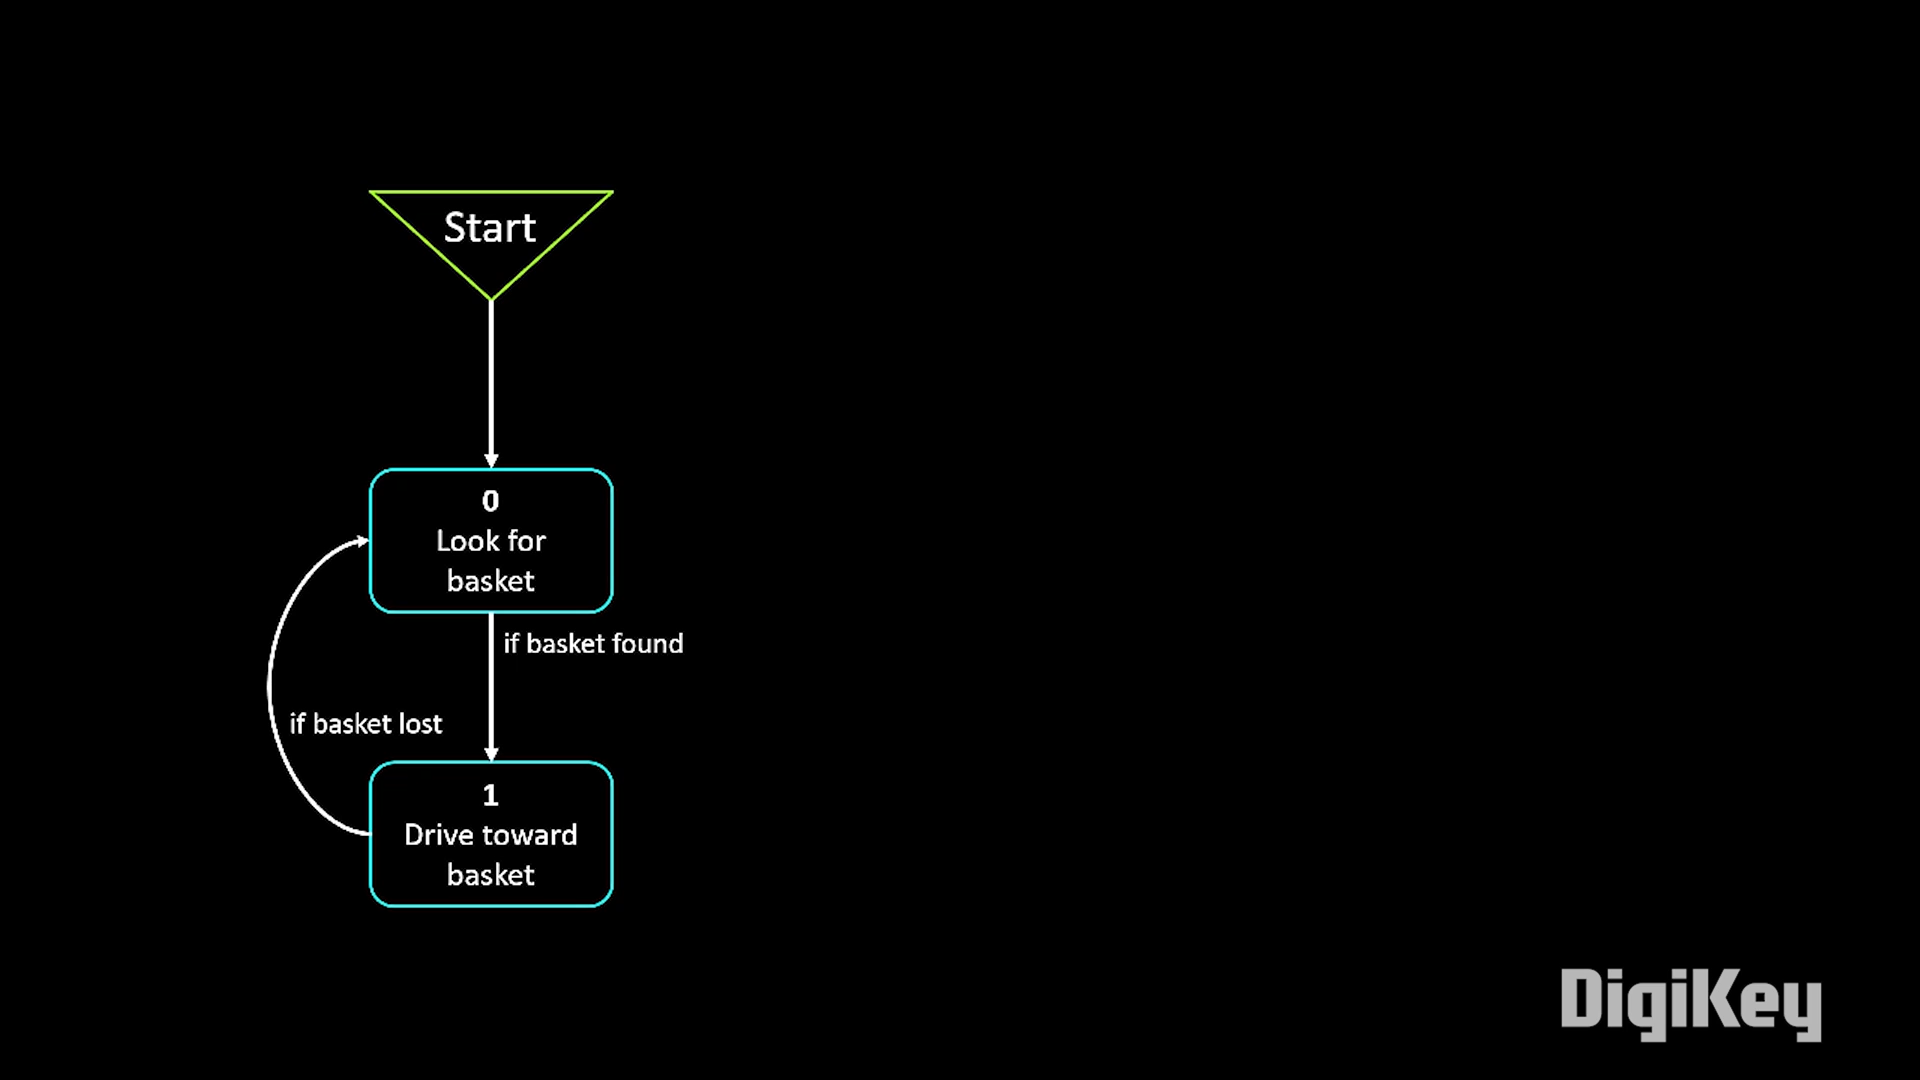 Start
0
Look for
basket
if basket found
if basket lost
1
Drive toward
basket
DigiKey